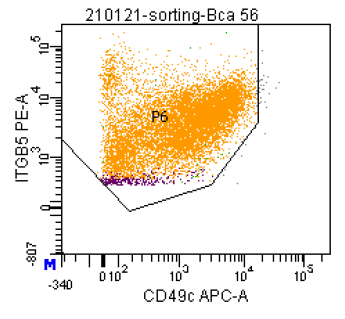 210121-sorting-Bca 56
ITGB5 PE-A
10^5
10^4
10^3
0
-807
P6
M
-340
0 10^2 10^3 10^4 10^5
CD49c APC-A